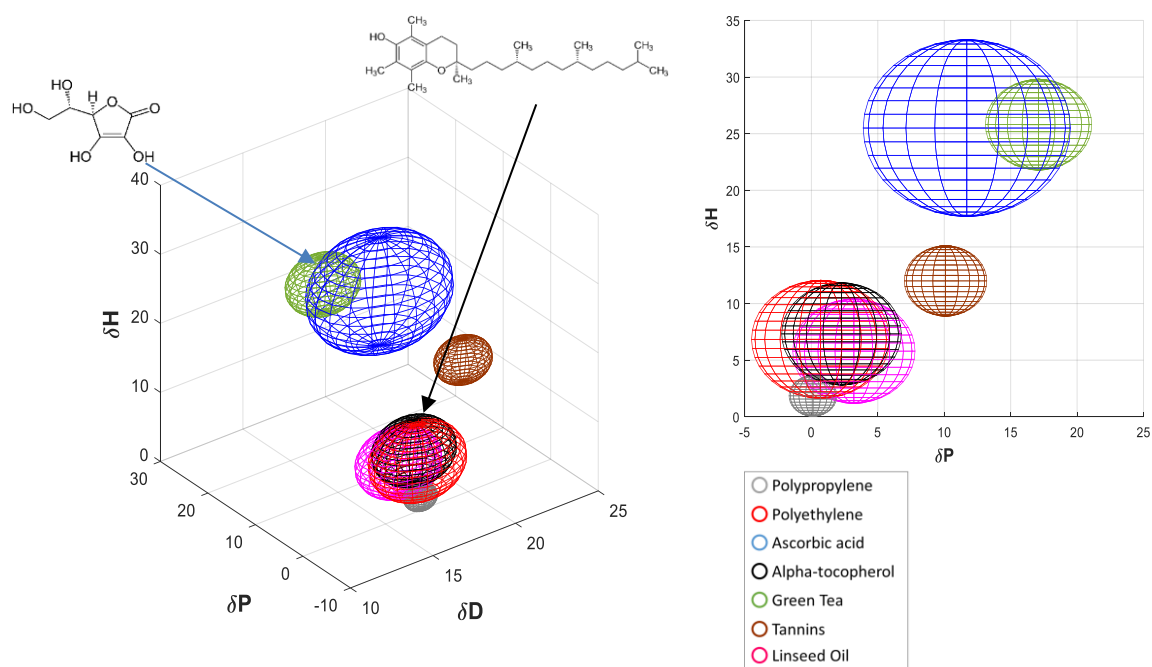 CH₃
HO
CH₃
CH₃
CH₃
H₃C
O
CH₃
CH₃
CH₃
HO
H
O
O
HO
HO
OH
40
30
20
10
0
δH
30
20
10
0
-10
δP
10
15
20
25
δD
35
30
25
20
15
10
5
0
δH
-5
0
5
10
15
20
25
δP
Polypropylene
Polyethylene
Ascorbic acid
Alpha-tocopherol
Green Tea
Tannins
Linseed Oil